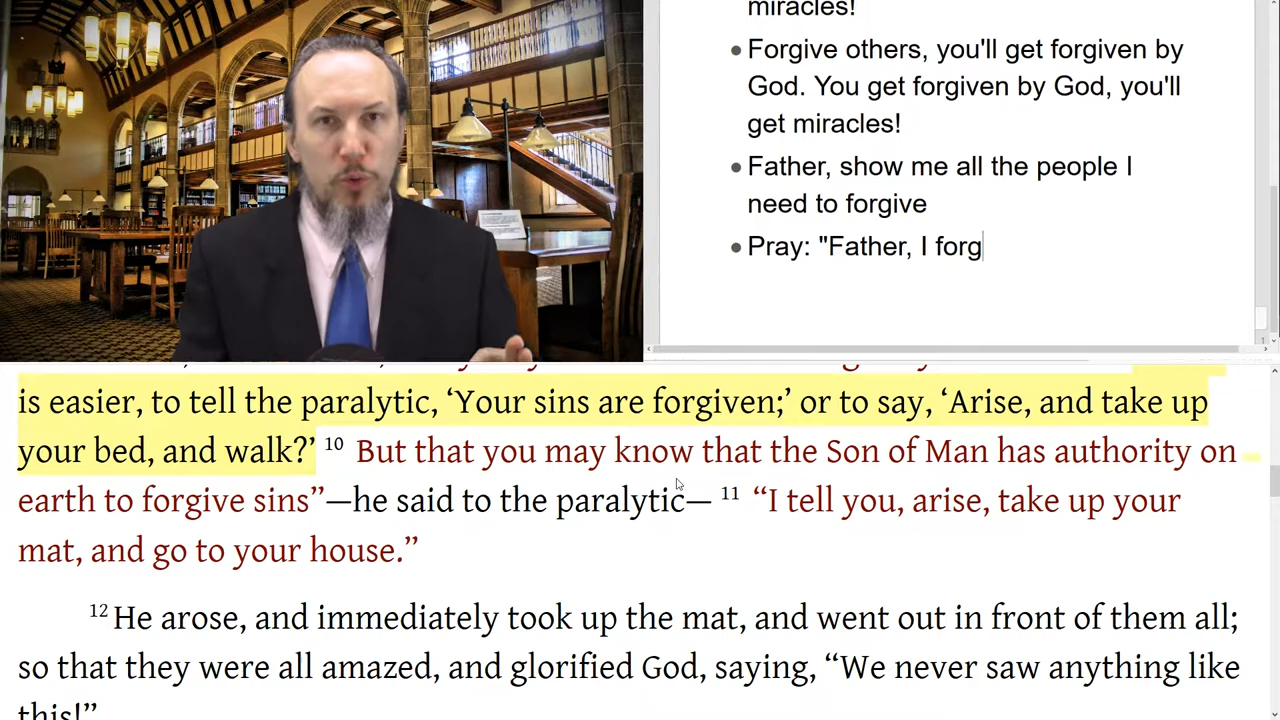 miracles!
• Forgive others, you'll get forgiven by
God. You get forgiven by God, you'll
get miracles!
• Father, show me all the people I
need to forgive
• Pray: "Father, I forg
is easier, to tell the paralytic, ‘Your sins are forgiven;’ or to say, ‘Arise, and take up
your bed, and walk?’ 10 But that you may know that the Son of Man has authority on
earth to forgive sins”—he said to the paralytic— 11 “I tell you, arise, take up your
mat, and go to your house.”
12 He arose, and immediately took up the mat, and went out in front of them all;
so that they were all amazed, and glorified God, saying, “We never saw anything like
this!”